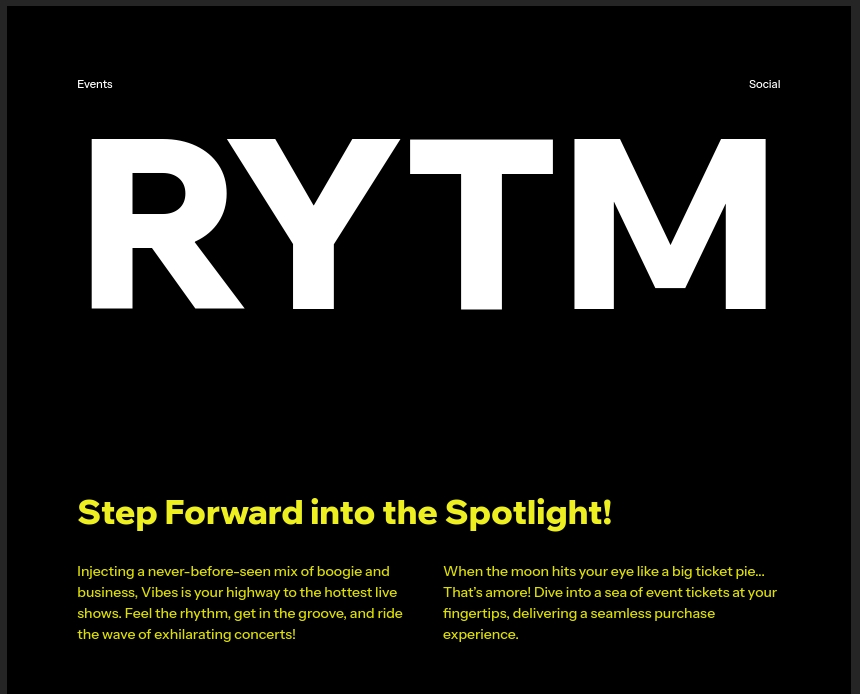 Events
Social
RYTM
Step Forward into the Spotlight!
Injecting a never-before-seen mix of boogie and
business, Vibes is your highway to the hottest live
shows. Feel the rhythm, get in the groove, and ride
the wave of exhilarating concerts!
When the moon hits your eye like a big ticket pie...
That's amore! Dive into a sea of event tickets at your
fingertips, delivering a seamless purchase
experience.